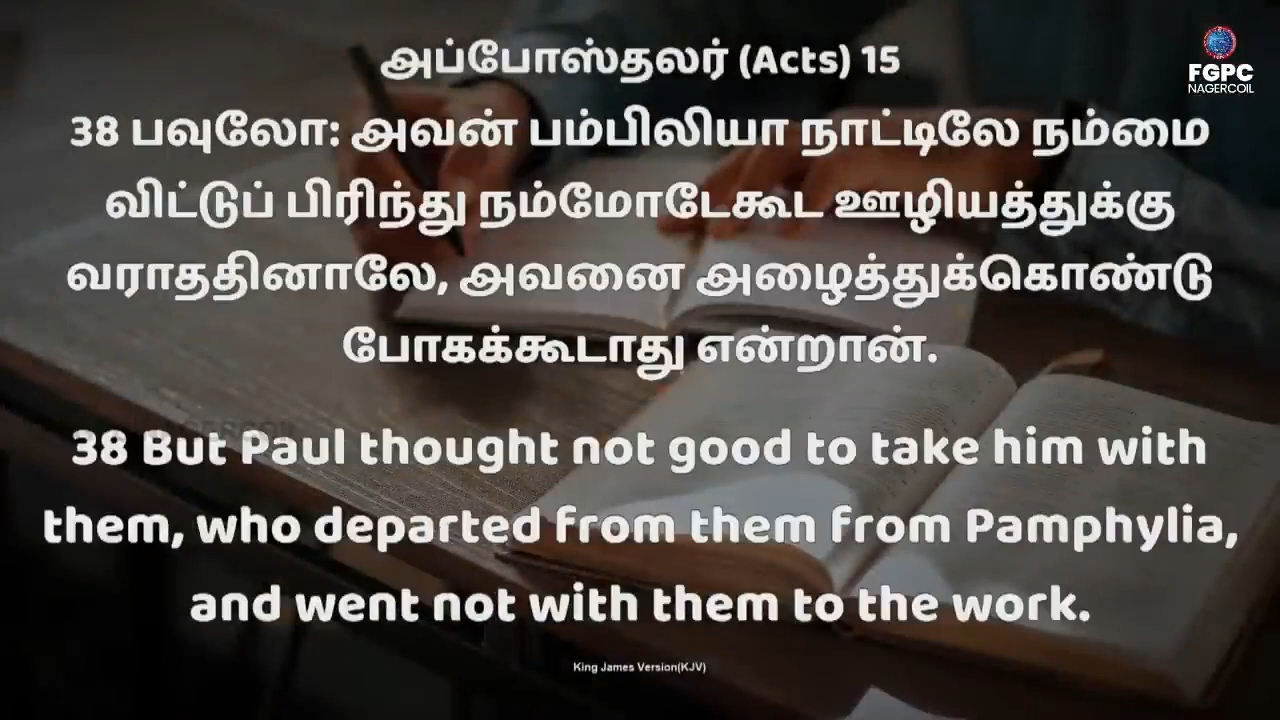 அப்போஸ்தலர் (Acts) 15
FGPC
NAGERCOIL
38 பவுலோ: அவன் பம்பிலியா நாட்டிலே நம்மை
விட்டுப் பிரிந்து நம்மோடேகூட ஊழியத்துக்கு
வராததினாலே, அவனை அழைத்துக்கொண்டு
போகக்கூடாது என்றான்.
38 But Paul thought not good to take him with
them, who departed from them from Pamphylia,
and went not with them to the work.
King James Version(KJV)